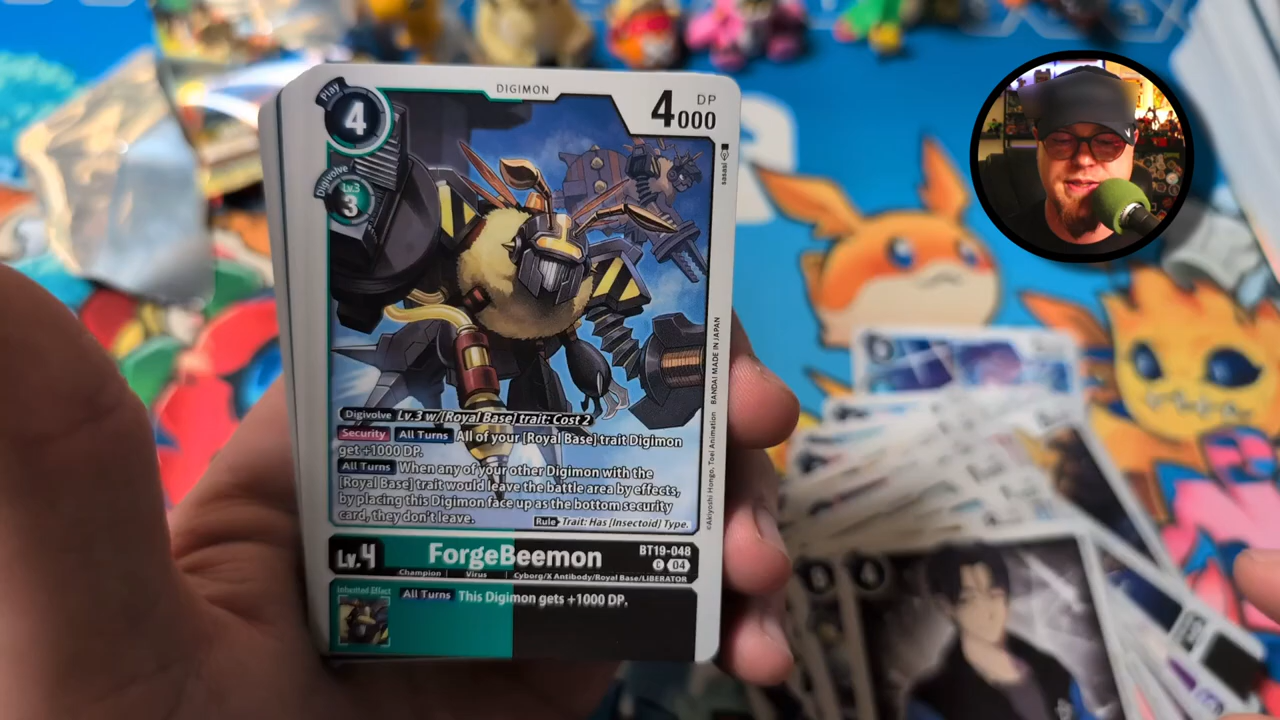 DIGIMON
Play
4
DP
4000
Digivolve
Lv.3
3
sasasi
Digivolve Lv.3 w/[Royal Base] trait: Cost 2
Security All Turns All of your [Royal Base] trait Digimon
get +1000 DP.
All Turns When any of your other Digimon with the
[Royal Base] trait would leave the battle area by effects,
by placing this Digimon face up as the bottom security
card, they don't leave.
Rule Trait: Has [Insectoid] Type.
©Akiyoshi Hongo, Toei Animation BANDAI MADE IN JAPAN
Lv.4
ForgeBeemon
BT19-048
C 04
Champion Virus Cyborg/X Antibody/Royal Base/LIBERATOR
Inherited Effect
All Turns This Digimon gets +1000 DP.